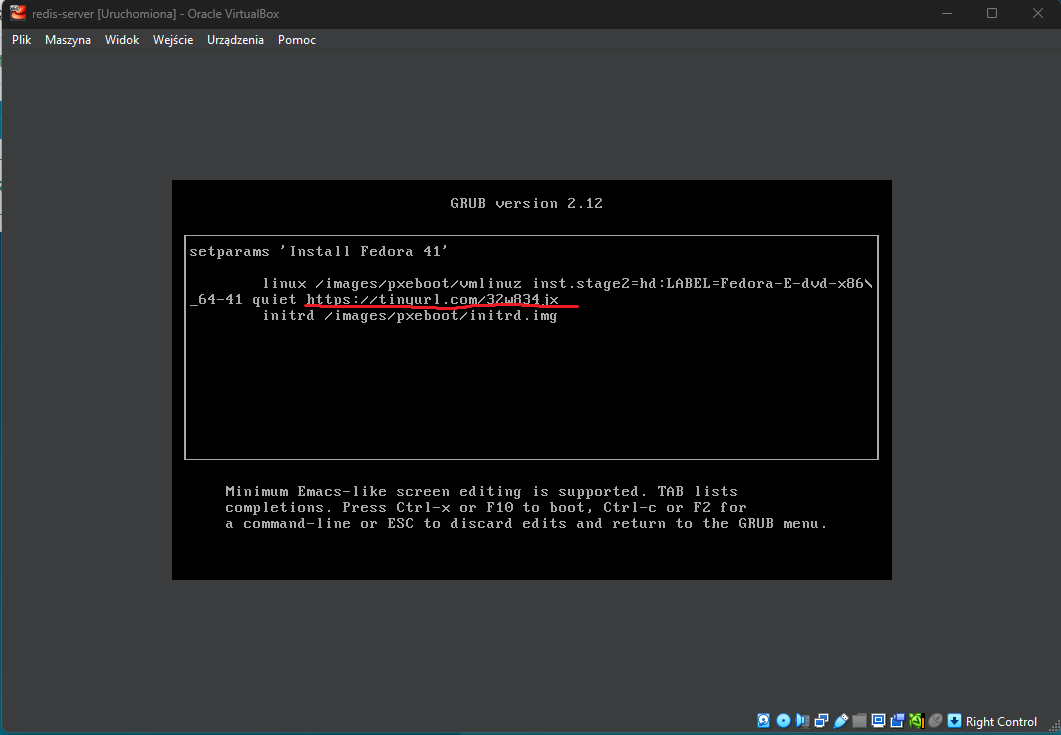 redis-server [Uruchomiona] - Oracle VirtualBox
Plik Maszyna Widok Wejście Urządzenia Pomoc
GRUB version 2.12
setparams 'Install Fedora 41'
linux /images/pxeboot/vmlinuz inst.stage2=hd:LABEL=Fedora-E-dvd-x86\
_64-41 quiet https://tinyurl.com/32w834jx
initrd /images/pxeboot/initrd.img
Minimum Emacs-like screen editing is supported. TAB lists
completions. Press Ctrl-x or F10 to boot, Ctrl-c or F2 for
a command-line or ESC to discard edits and return to the GRUB menu.
Right Control